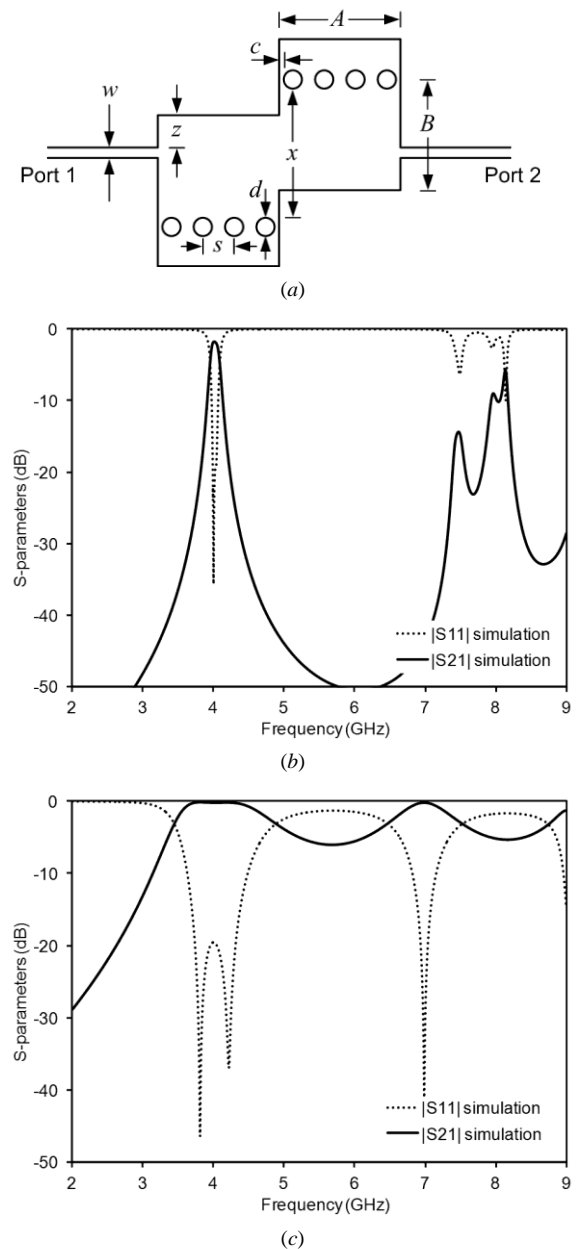 A
c
w
z
x
B
Port 1
Port 2
d
s
(a)
0
-10
-20
-30
-40
-50
S-parameters (dB)
|S11| simulation
|S21| simulation
2 3 4 5 6 7 8 9
Frequency (GHz)
(b)
0
-10
-20
-30
-40
-50
S-parameters (dB)
|S11| simulation
|S21| simulation
2 3 4 5 6 7 8 9
Frequency (GHz)
(c)